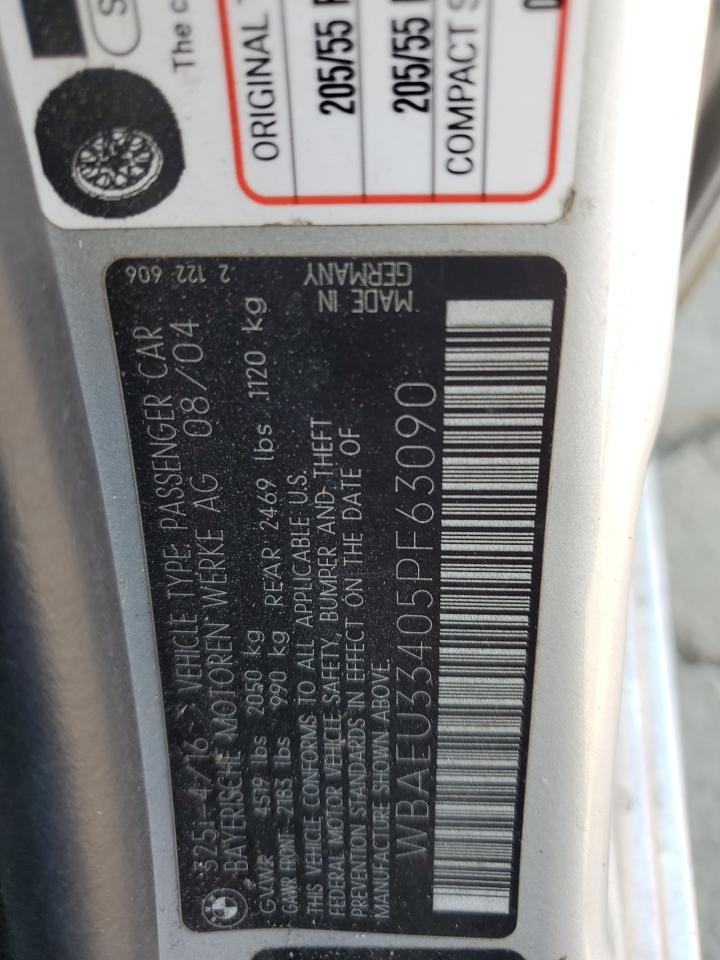 S
The c
ORIGINAL
205/55 R
205/55
COMPACT S
VEHICLE TYPE: PASSENGER CAR
BAYERISCHE MOTOREN WERKE AG 08/04
2 122 606
GVWR 4519 lbs 2050 kg
GAWR FRONT 2183 lbs 990 kg REAR 2469 lbs 1120 kg
THIS VEHICLE CONFORMS TO ALL APPLICABLE U.S.
FEDERAL MOTOR VEHICLE SAFETY, BUMPER AND THEFT
PREVENTION STANDARDS IN EFFECT ON THE DATE OF
MANUFACTURE SHOWN ABOVE.
MADE IN
GERMANY
WBAEU33405PF63090